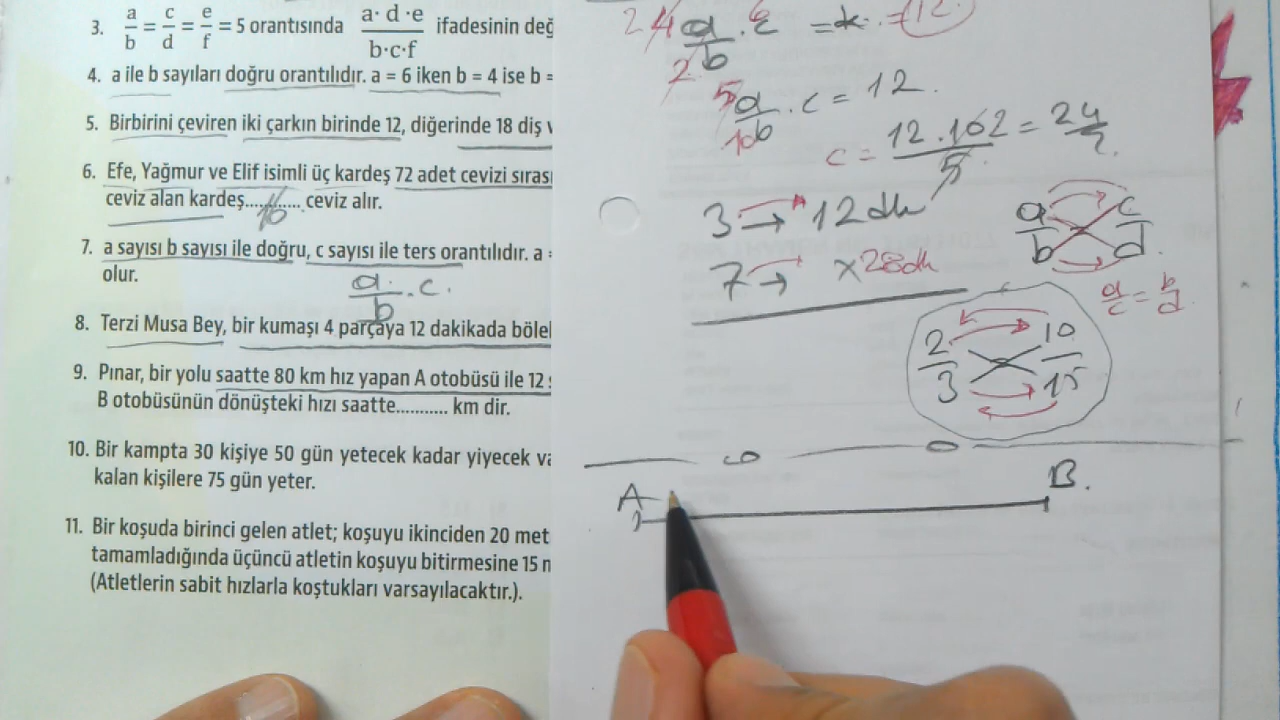 3. a/b = c/d = e/f = 5 orantısında a·d·e/b·c·f ifadesinin değ
4. a ile b sayıları doğru orantılıdır. a = 6 iken b = 4 ise b =
5. Birbirini çeviren iki çarkın birinde 12, diğerinde 18 diş v
6. Efe, Yağmur ve Elif isimli üç kardeş 72 adet cevizi sırası
ceviz alan kardeş....16....... ceviz alır.
7. a sayısı b sayısı ile doğru, c sayısı ile ters orantılıdır. a =
olur.
a/b . c.
8. Terzi Musa Bey, bir kumaşı 4 parçaya 12 dakikada bölel
9. Pınar, bir yolu saatte 80 km hız yapan A otobüsü ile 12 s
B otobüsünün dönüşteki hızı saatte........... km dir.
10. Bir kampta 30 kişiye 50 gün yetecek kadar yiyecek va
kalan kişilere 75 gün yeter.
11. Bir koşuda birinci gelen atlet; koşuyu ikinciden 20 met
tamamladığında üçüncü atletin koşuyu bitirmesine 15 m
(Atletlerin sabit hızlarla koştukları varsayılacaktır.).
a/b . c = 12.
3 → 12dk
7 → x 28dk
a/b c/d
a/c = b/d
2/3 10/15
A B.